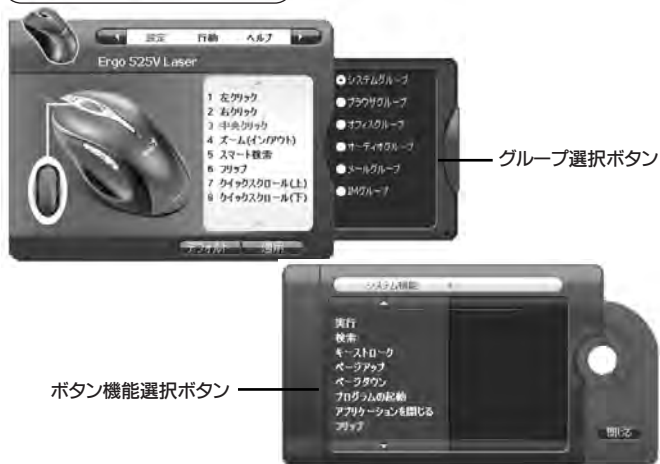 設定 行動 ヘルプ
Ergo 525V Laser
1 左クリック
2 右クリック
3 中央クリック
4 ズーム(イン/アウト)
5 スマート検索
6 フリップ
7 クイックスクロール(上)
8 クイックスクロール(下)
デフォルト 適用
システムグループ
ブラウザグループ
オフィスグループ
オーディオグループ
メールグループ
IMグループ
グループ選択ボタン
システム機能
実行
検索
キーストローク
ページアップ
ページダウン
プログラムの起動
アプリケーションを閉じる
フリップ
閉じる
ボタン機能選択ボタン